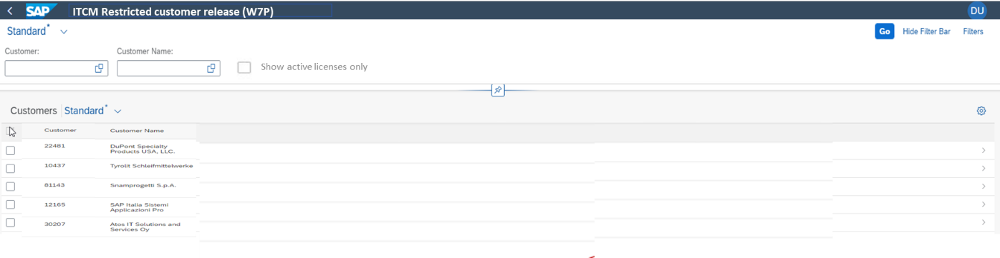 SAP ITCM Restricted customer release (W7P) DU
Standard* Go Hide Filter Bar Filters
Customer: Customer Name:
Show active licenses only
Customers Standard*
Customer Customer Name
22481 DuPont Specialty
Products USA, LLC.
10437 Tyrolit Schleifmittelwerke
81143 Snamprogetti S.p.A.
12165 SAP Italia Sistemi
Applicazioni Pro
30207 Atos IT Solutions and
Services Oy